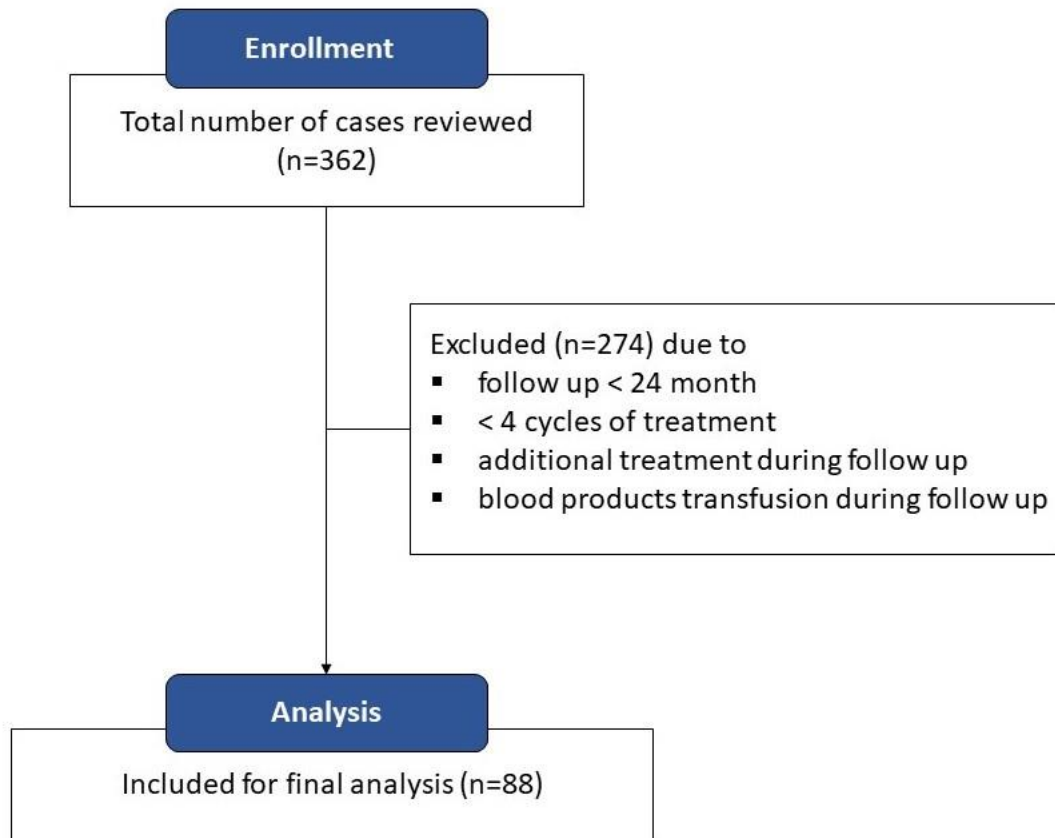 Enrollment
Total number of cases reviewed
(n=362)
Excluded (n=274) due to
▪ follow up < 24 month
▪ < 4 cycles of treatment
▪ additional treatment during follow up
▪ blood products transfusion during follow up
Analysis
Included for final analysis (n=88)